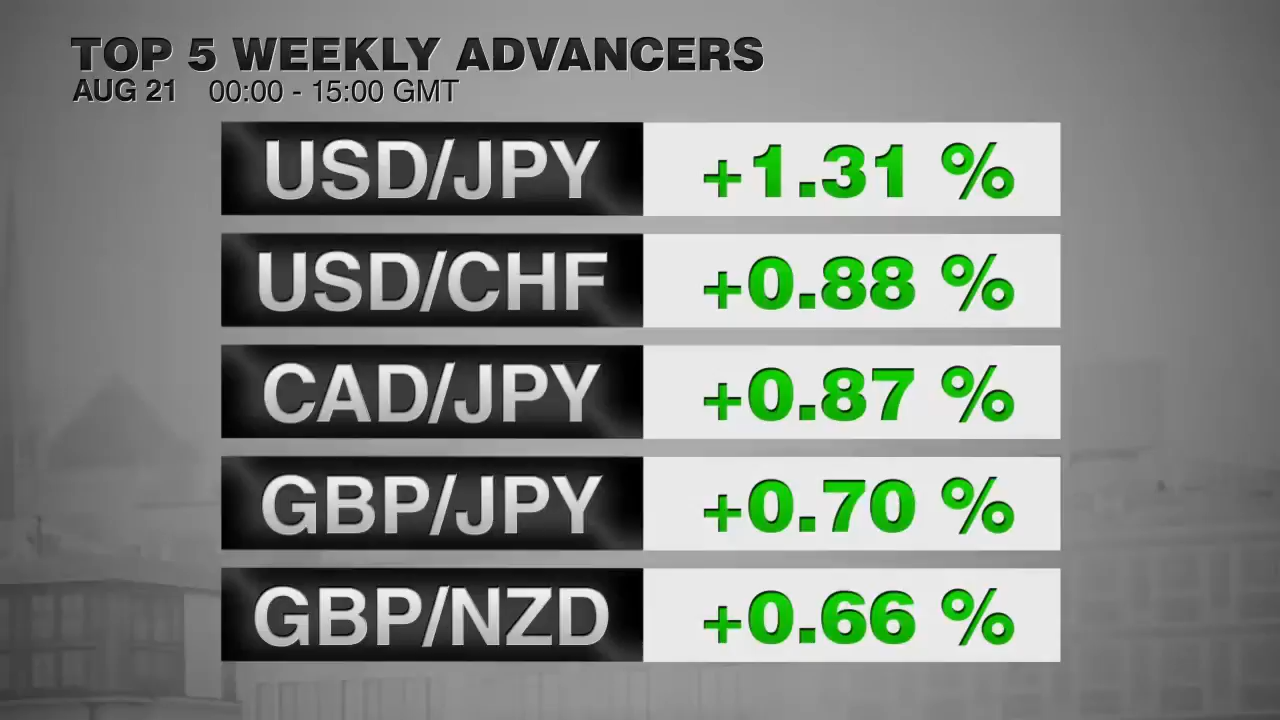 TOP 5 WEEKLY ADVANCERS
AUG 21 00:00 - 15:00 GMT
USD/JPY +1.31 %
USD/CHF +0.88 %
CAD/JPY +0.87 %
GBP/JPY +0.70 %
GBP/NZD +0.66 %